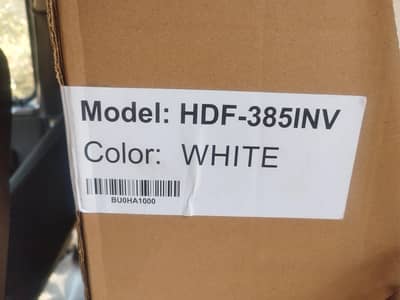 Model: HDF-385INV
Color: WHITE
BU0HA1000